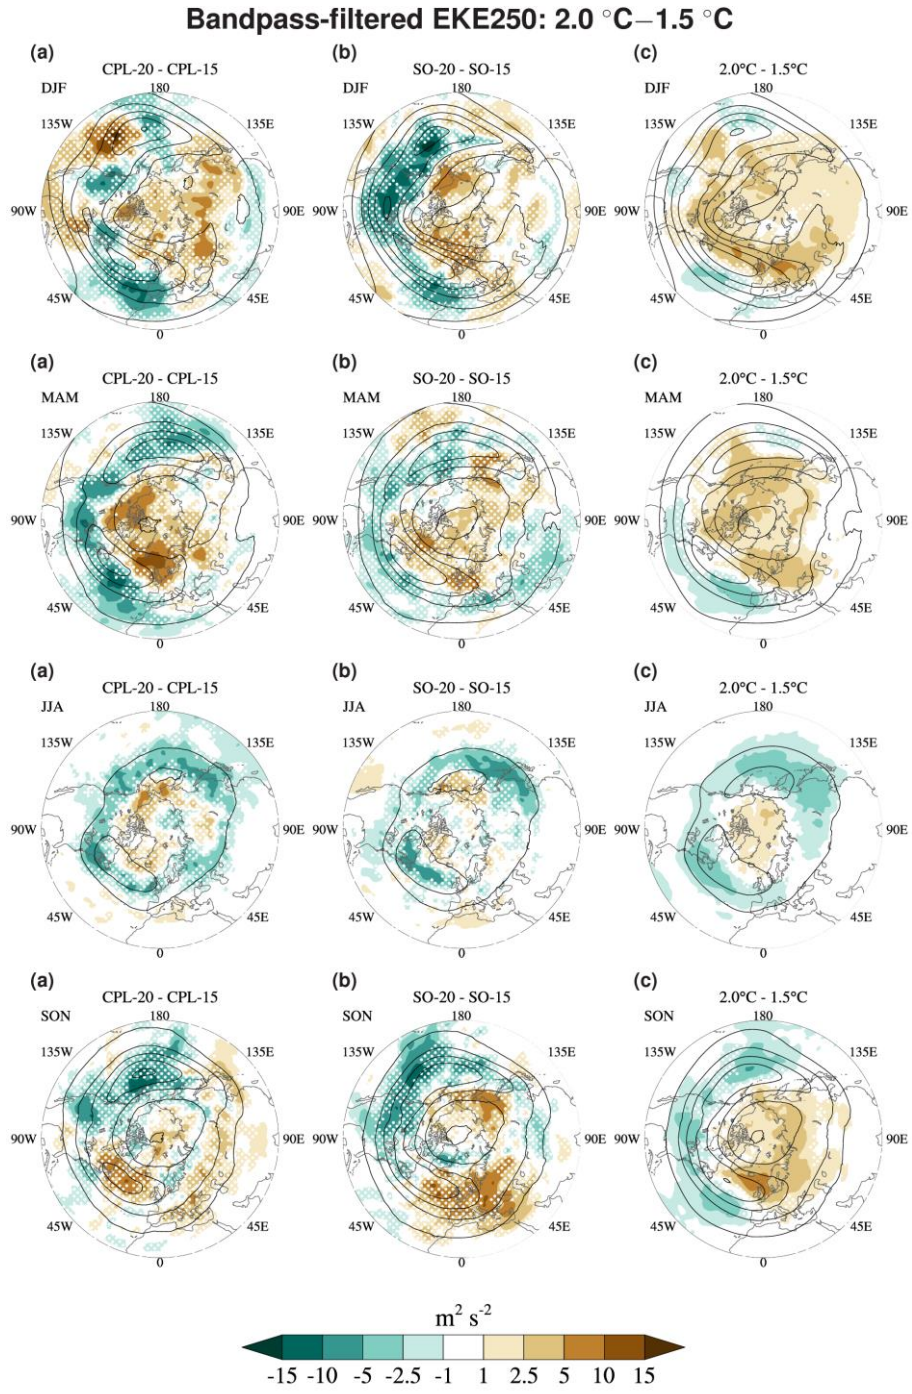 Bandpass-filtered EKE250: 2.0 °C−1.5 °C
(a) (b) (c)
CPL-20 - CPL-15 SO-20 - SO-15 2.0°C - 1.5°C
DJF 180 DJF 180 DJF 180
135W 135E 135W 135E 135W 135E
90W 90E 90W 90E 90W 90E
45W 45E 45W 45E 45W 45E
0 0 0
(a) (b) (c)
CPL-20 - CPL-15 SO-20 - SO-15 2.0°C - 1.5°C
MAM 180 MAM 180 MAM 180
135W 135E 135W 135E 135W 135E
90W 90E 90W 90E 90W 90E
45W 45E 45W 45E 45W 45E
0 0 0
(a) (b) (c)
CPL-20 - CPL-15 SO-20 - SO-15 2.0°C - 1.5°C
JJA 180 JJA 180 JJA 180
135W 135E 135W 135E 135W 135E
90W 90E 90W 90E 90W 90E
45W 45E 45W 45E 45W 45E
0 0 0
(a) (b) (c)
CPL-20 - CPL-15 SO-20 - SO-15 2.0°C - 1.5°C
SON 180 SON 180 SON 180
135W 135E 135W 135E 135W 135E
90W 90E 90W 90E 90W 90E
45W 45E 45W 45E 45W 45E
0 0 0
m² s⁻²
-15 -10 -5 -2.5 -1 1 2.5 5 10 15